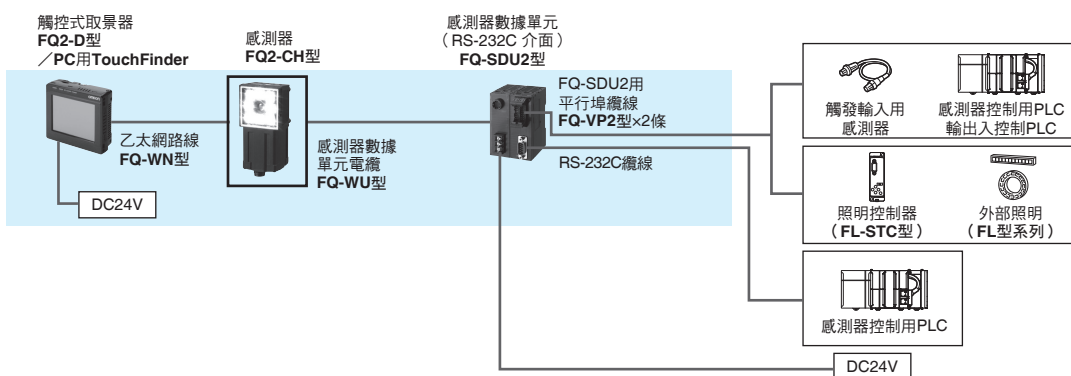 觸控式取景器
FQ2-D型
／PC用TouchFinder
感測器
FQ2-CH型
感測器數據單元
（RS-232C 介面）
FQ-SDU2型
乙太網路線
FQ-WN型
DC24V
感測器數據
單元電纜
FQ-WU型
FQ-SDU2用
平行埠纜線
FQ-VP2型×2條
RS-232C纜線
觸發輸入用
感測器
感測器控制用PLC
輸出入控制PLC
照明控制器
（FL-STC型）
外部照明
（FL型系列）
感測器控制用PLC
DC24V